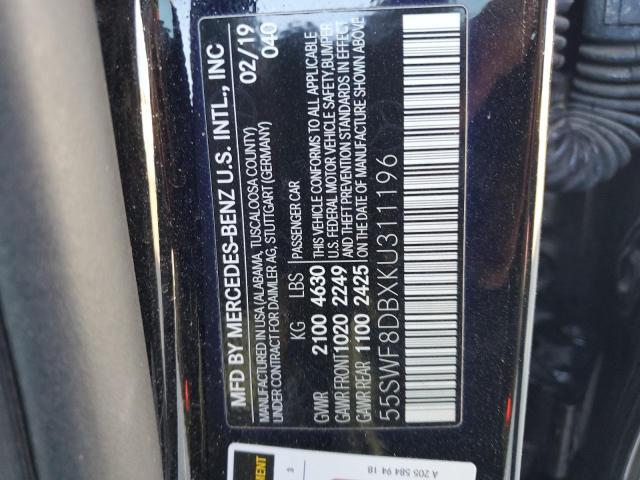 MFD BY MERCEDES-BENZ U.S. INTL., INC 02/19
MANUFACTURED IN USA (ALABAMA, TUSCALOOSA COUNTY) 040
UNDER CONTRACT FOR DAIMLER AG, STUTTGART (GERMANY)
KG LBS PASSENGER CAR
GVWR 2100 4630 THIS VEHICLE CONFORMS TO ALL APPLICABLE
U.S. FEDERAL MOTOR VEHICLE SAFETY, BUMPER
GAWR FRONT 1020 2249 AND THEFT PREVENTION STANDARDS IN EFFECT
GAWR REAR 1100 2425 ON THE DATE OF MANUFACTURE SHOWN ABOVE
55SWF8DBXKU311196
3
A 205 584 94 18